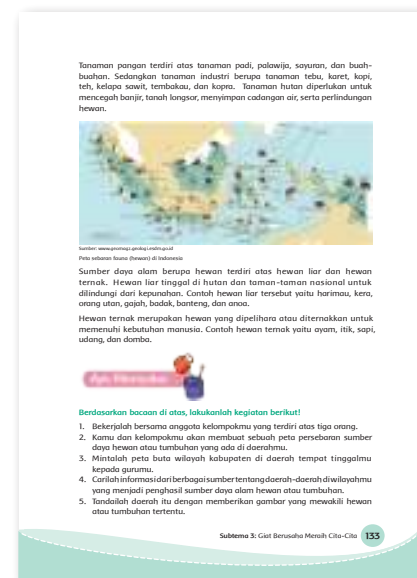 Tanaman pangan terdiri atas tanaman padi, palawija, sayuran, dan buah-
buahan. Sedangkan tanaman industri berupa tanaman tebu, karet, kopi,
teh, kelapa sawit, tembakau, dan kopra. Tanaman hutan diperlukan untuk
mencegah banjir, tanah longsor, menyimpan cadangan air, serta perlindungan
hewan.
Peta sebaran fauna (hewan) di Indonesia
Sumber daya alam berupa hewan terdiri atas hewan liar dan hewan
ternak. Hewan liar tinggal di hutan dan taman-taman nasional untuk
dilindungi dari kepunahan. Contoh hewan liar tersebut yaitu harimau, kera,
orang utan, gajah, badak, banteng, dan anoa.
Hewan ternak merupakan hewan yang dipelihara atau diternakkan untuk
memenuhi kebutuhan manusia. Contoh hewan ternak yaitu ayam, itik, sapi,
udang, dan domba.
Berdasarkan bacaan di atas, lakukanlah kegiatan berikut!
1. Bekerjalah bersama anggota kelompokmu yang terdiri atas tiga orang.
2. Kamu dan kelompokmu akan membuat sebuah peta persebaran sumber
daya hewan atau tumbuhan yang ada di daerahmu.
3. Mintalah peta buta wilayah kabupaten di daerah tempat tinggalmu
kepada gurumu.
4. Carilah informasi dari berbagai sumber tentang daerah-daerah di wilayahmu
yang menjadi penghasil sumber daya alam hewan atau tumbuhan.
5. Tandailah daerah itu dengan memberikan gambar yang mewakili hewan
atau tumbuhan tertentu.
Subtema 3: Giat Berusaha Meraih Cita-Cita 133